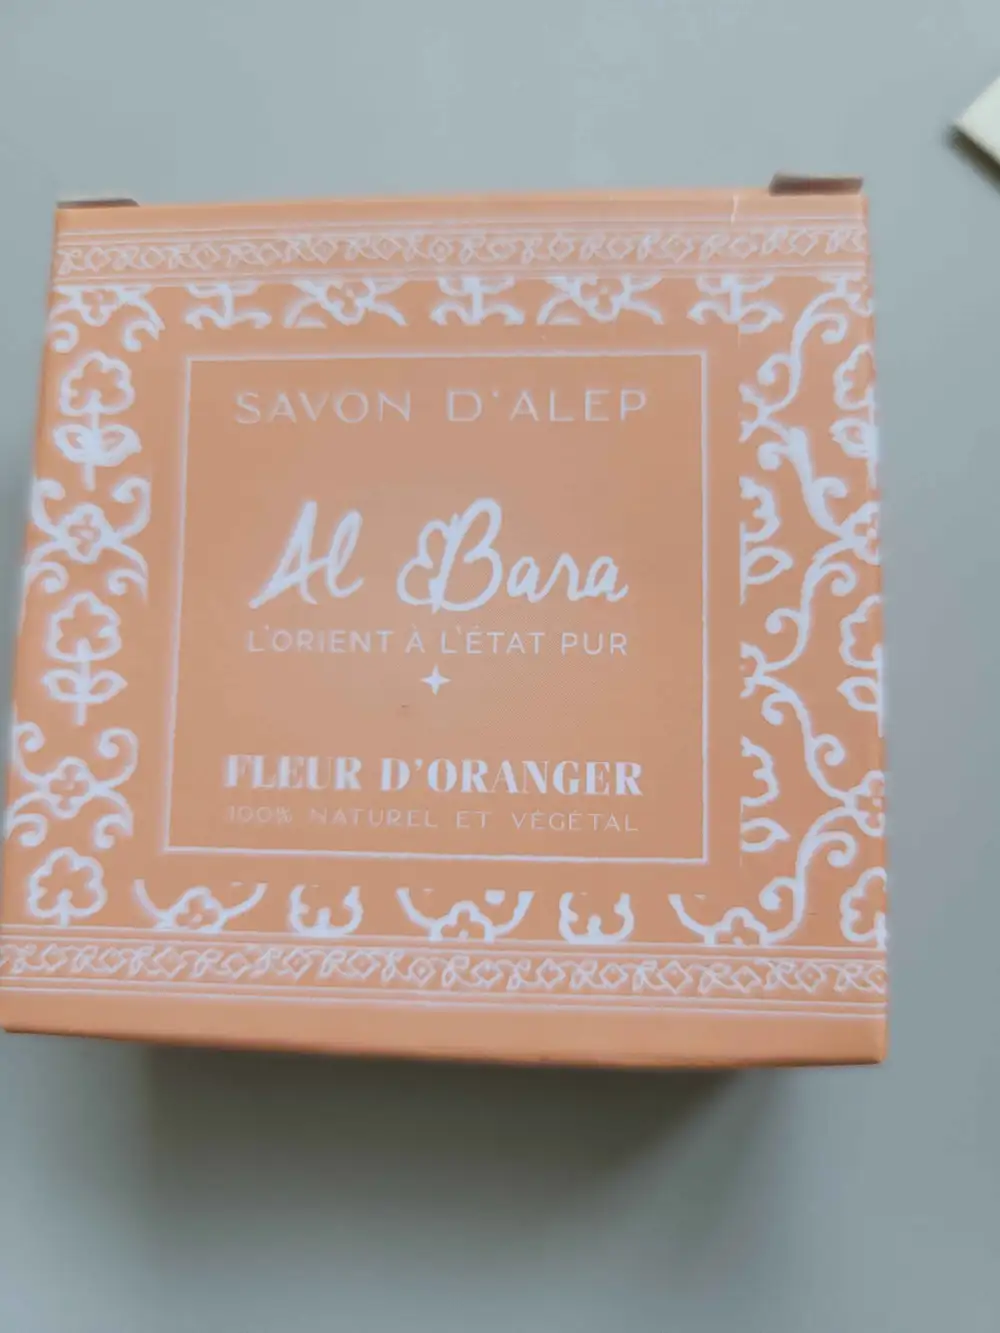 SAVON D'ALEP
Al Bara
L'ORIENT À L'ÉTAT PUR
FLEUR D'ORANGER
100% NATUREL ET VÉGÉTAL